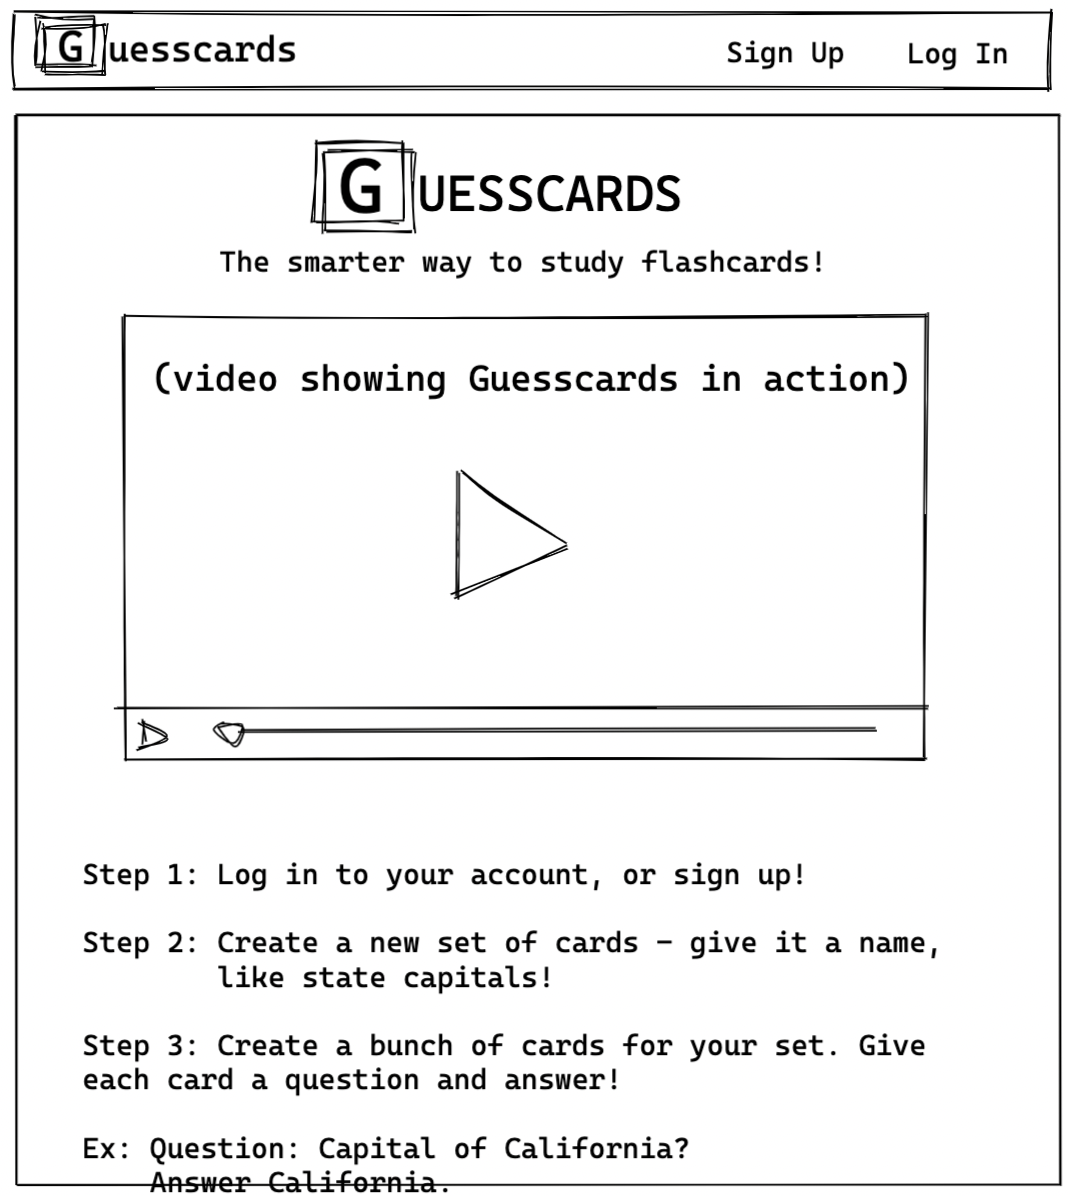 Guesscards
Sign Up
Log In
GUESSCARDS
The smarter way to study flashcards!
(video showing Guesscards in action)
Step 1: Log in to your account, or sign up!
Step 2: Create a new set of cards - give it a name,
like state capitals!
Step 3: Create a bunch of cards for your set. Give
each card a question and answer!
Ex: Question: Capital of California?
Answer California.